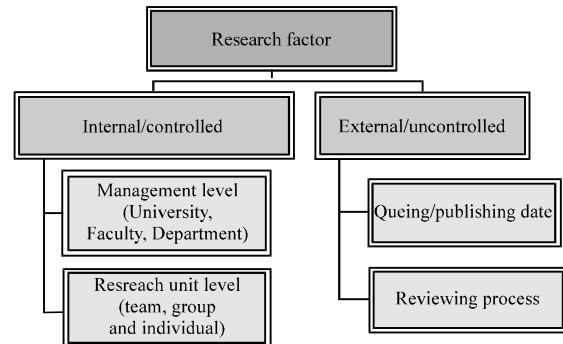 Research factor
Internal/controlled
External/uncontrolled
Management level
(University,
Faculty, Department)
Resreach unit level
(team, group
and individual)
Queing/publishing date
Reviewing process